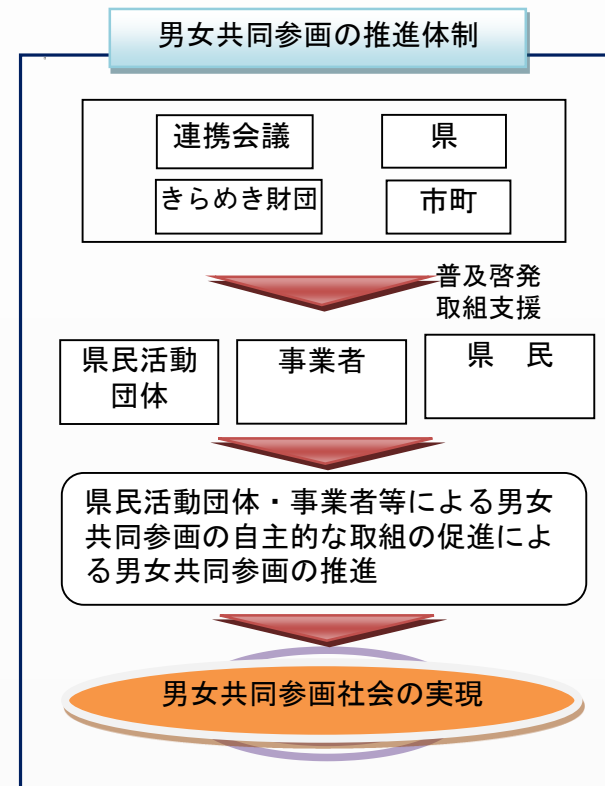 男女共同参画の推進体制
連携会議
県
きらめき財団
市町
普及啓発
取組支援
県民活動
団体
事業者
県　民
県民活動団体・事業者等による男女
共同参画の自主的な取組の促進によ
る男女共同参画の推進
男女共同参画社会の実現